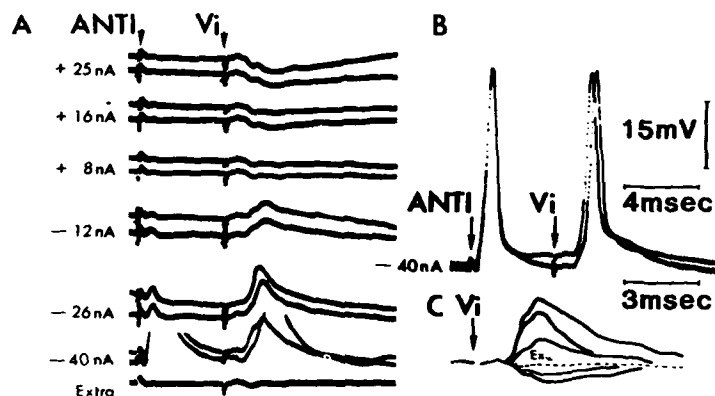 A
ANTI
Vi
+ 25 nA
+ 16 nA
+ 8 nA
− 12 nA
− 26 nA
− 40 nA
Extra
B
15mV
4msec
ANTI
Vi
− 40nA
3msec
C
Vi
Ex.